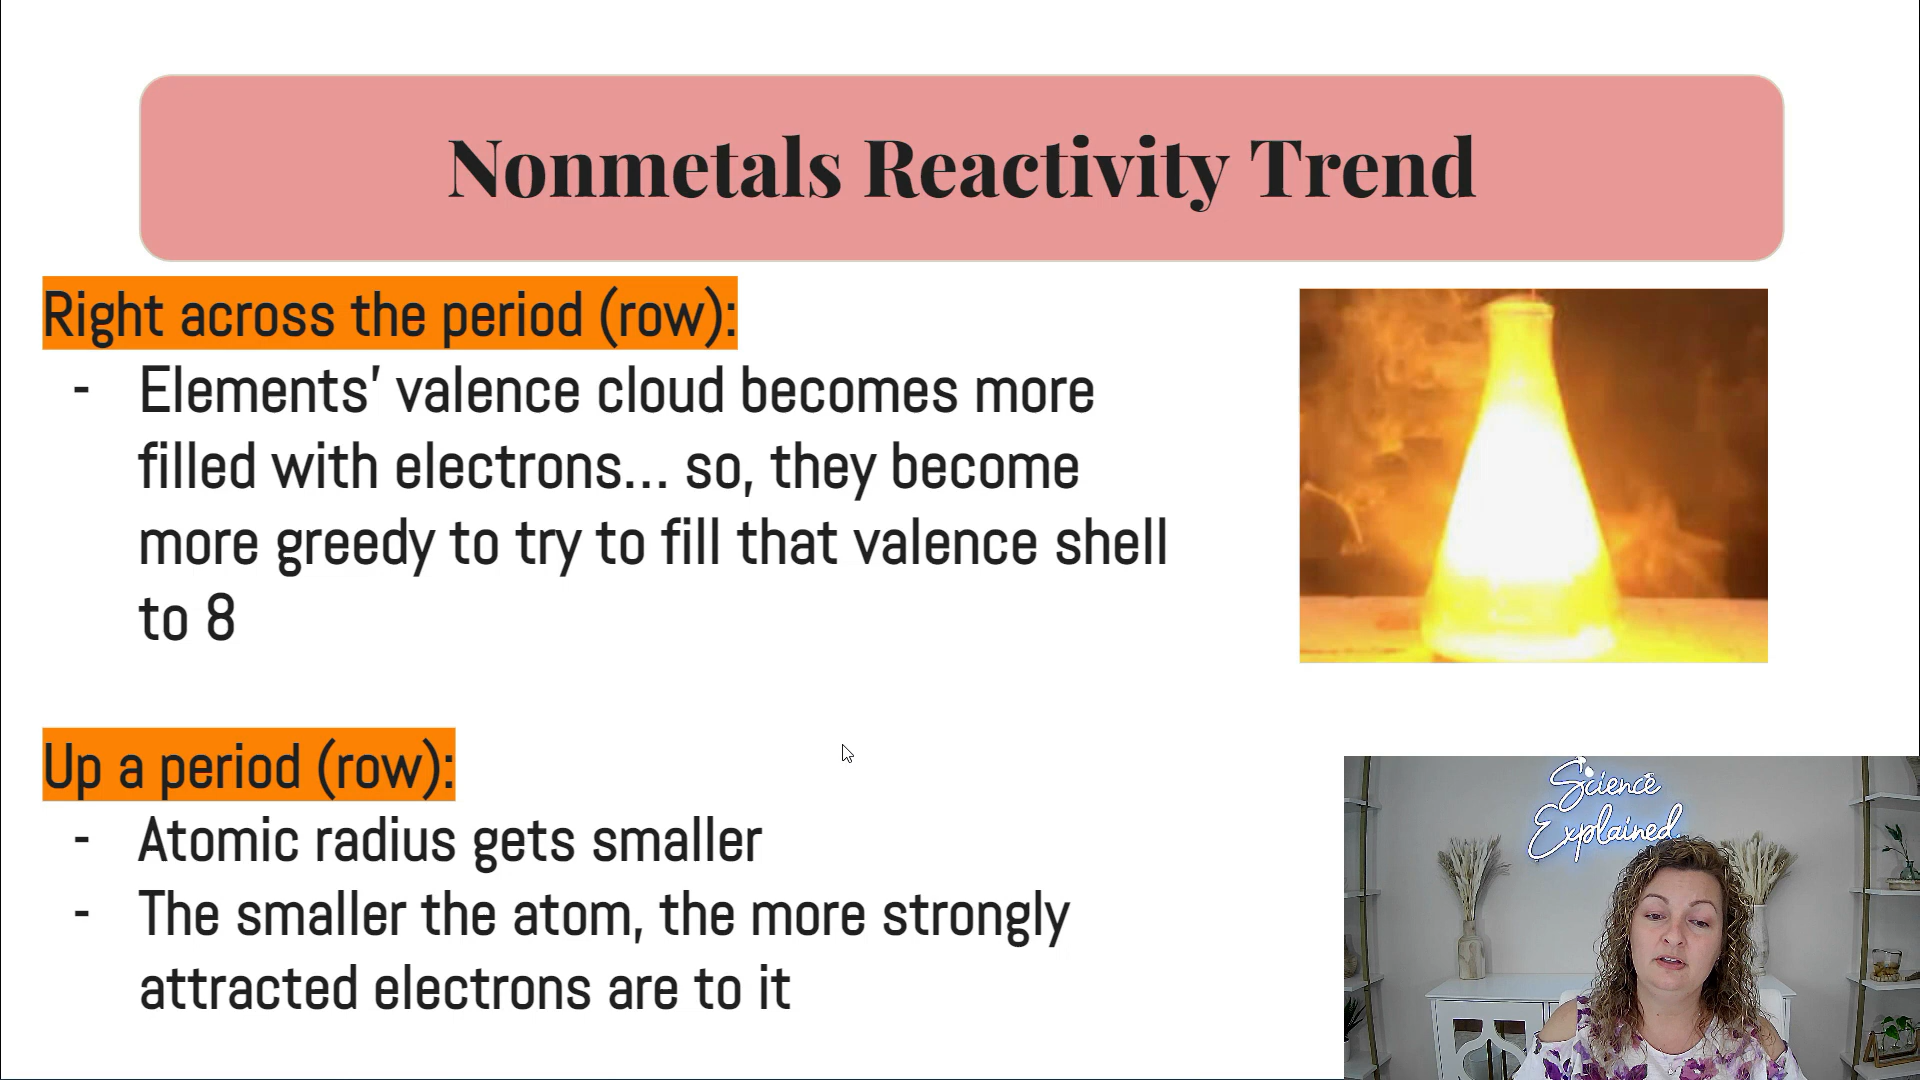 Nonmetals Reactivity Trend
Right across the period (row):
- Elements’ valence cloud becomes more
filled with electrons... so, they become
more greedy to try to fill that valence shell
to 8
Up a period (row):
- Atomic radius gets smaller
- The smaller the atom, the more strongly
attracted electrons are to it
Science
Explained